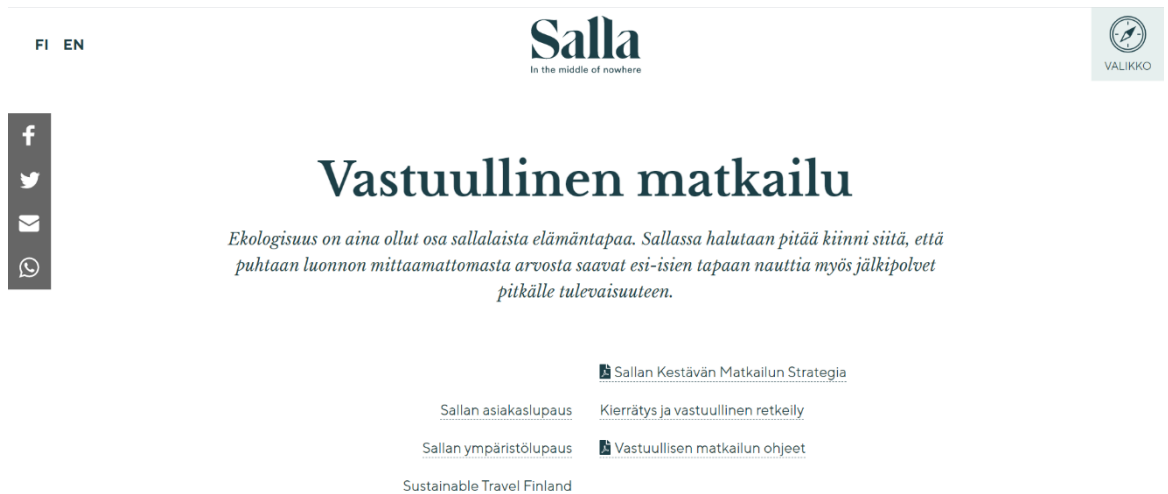 FI EN
Salla
In the middle of nowhere
VALIKKO
Vastuullinen matkailu
Ekologisuus on aina ollut osa sallalaista elämäntapaa. Sallassa halutaan pitää kiinni siitä, että
puhtaan luonnon mittaamattomasta arvosta saavat esi-isien tapaan nauttia myös jälkipolvet
pitkälle tulevaisuuteen.
Sallan asiakaslupaus
Sallan ympäristölupaus
Sustainable Travel Finland
Sallan Kestävän Matkailun Strategia
Kierrätys ja vastuullinen retkeily
Vastuullisen matkailun ohjeet